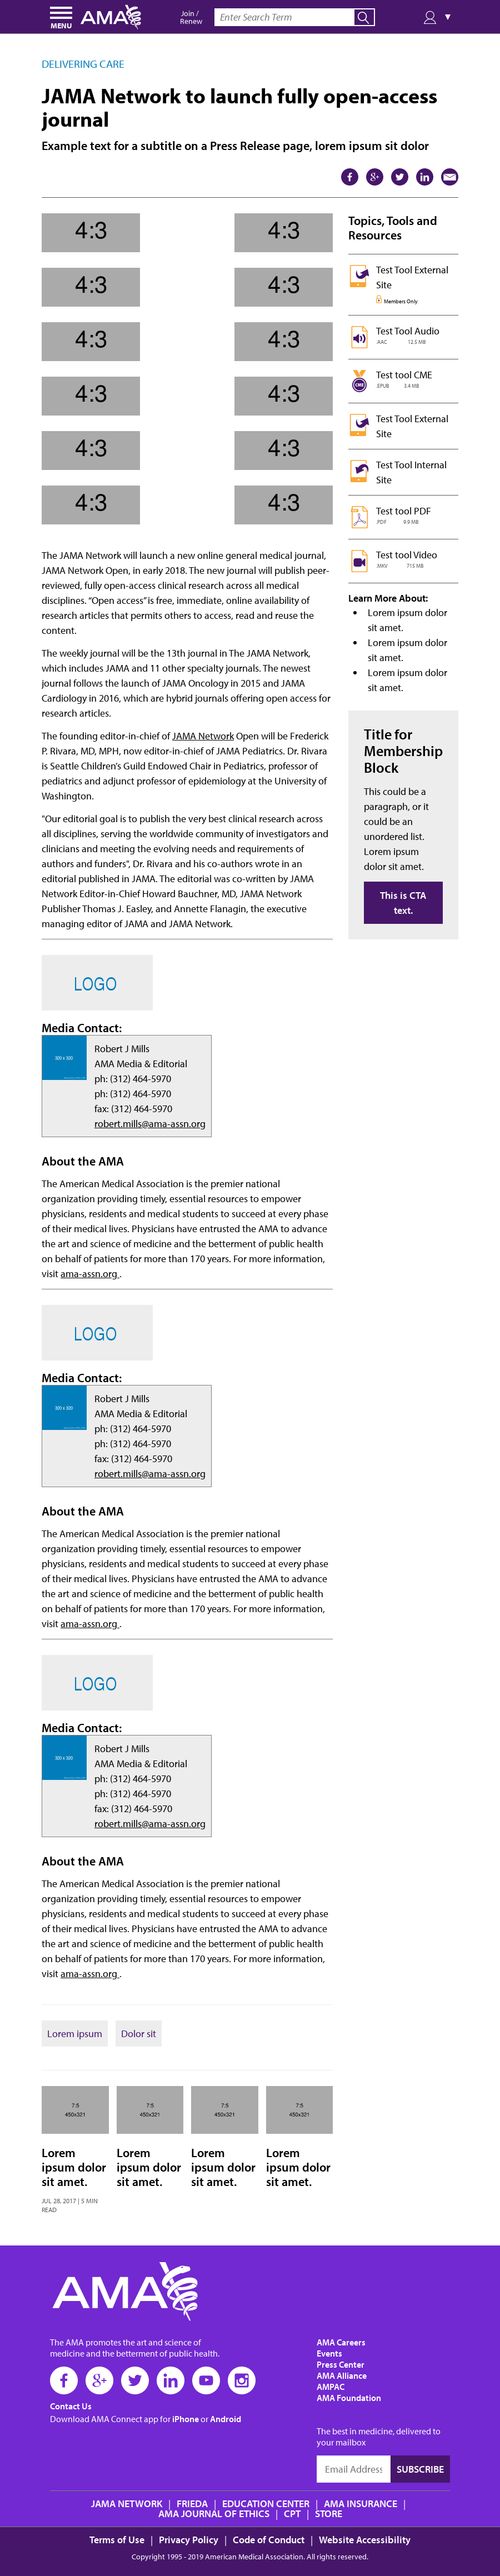 MENU
AMA
Join /
Renew
Enter Search Term
▼
DELIVERING CARE
JAMA Network to launch fully open-access
journal
Example text for a subtitle on a Press Release page, lorem ipsum sit dolor
4:3
4:3
4:3
4:3
4:3
4:3
4:3
4:3
4:3
4:3
4:3
4:3
The JAMA Network will launch a new online general medical journal,
JAMA Network Open, in early 2018. The new journal will publish peer-
reviewed, fully open-access clinical research across all medical
disciplines. “Open access” is free, immediate, online availability of
research articles that permits others to access, read and reuse the
content.
The weekly journal will be the 13th journal in The JAMA Network,
which includes JAMA and 11 other specialty journals. The newest
journal follows the launch of JAMA Oncology in 2015 and JAMA
Cardiology in 2016, which are hybrid journals offering open access for
research articles.
The founding editor-in-chief of JAMA Network Open will be Frederick
P. Rivara, MD, MPH, now editor-in-chief of JAMA Pediatrics. Dr. Rivara
is Seattle Children’s Guild Endowed Chair in Pediatrics, professor of
pediatrics and adjunct professor of epidemiology at the University of
Washington.
"Our editorial goal is to publish the very best clinical research across
all disciplines, serving the worldwide community of investigators and
clinicians and meeting the evolving needs and requirements of
authors and funders", Dr. Rivara and his co-authors wrote in an
editorial published in JAMA. The editorial was co-written by JAMA
Network Editor-in-Chief Howard Bauchner, MD, JAMA Network
Publisher Thomas J. Easley, and Annette Flanagin, the executive
managing editor of JAMA and JAMA Network.
LOGO
Media Contact:
320 x 320
Robert J Mills
AMA Media & Editorial
ph: (312) 464-5970
ph: (312) 464-5970
fax: (312) 464-5970
robert.mills@ama-assn.org
About the AMA
The American Medical Association is the premier national
organization providing timely, essential resources to empower
physicians, residents and medical students to succeed at every phase
of their medical lives. Physicians have entrusted the AMA to advance
the art and science of medicine and the betterment of public health
on behalf of patients for more than 170 years. For more information,
visit ama-assn.org .
LOGO
Media Contact:
320 x 320
Robert J Mills
AMA Media & Editorial
ph: (312) 464-5970
ph: (312) 464-5970
fax: (312) 464-5970
robert.mills@ama-assn.org
About the AMA
The American Medical Association is the premier national
organization providing timely, essential resources to empower
physicians, residents and medical students to succeed at every phase
of their medical lives. Physicians have entrusted the AMA to advance
the art and science of medicine and the betterment of public health
on behalf of patients for more than 170 years. For more information,
visit ama-assn.org .
LOGO
Media Contact:
320 x 320
Robert J Mills
AMA Media & Editorial
ph: (312) 464-5970
ph: (312) 464-5970
fax: (312) 464-5970
robert.mills@ama-assn.org
About the AMA
The American Medical Association is the premier national
organization providing timely, essential resources to empower
physicians, residents and medical students to succeed at every phase
of their medical lives. Physicians have entrusted the AMA to advance
the art and science of medicine and the betterment of public health
on behalf of patients for more than 170 years. For more information,
visit ama-assn.org .
Lorem ipsum
Dolor sit
7:5
450x321
Lorem
ipsum dolor
sit amet.
JUL 28, 2017 | 5 MIN
READ
7:5
450x321
Lorem
ipsum dolor
sit amet.
7:5
450x321
Lorem
ipsum dolor
sit amet.
7:5
450x321
Lorem
ipsum dolor
sit amet.
Topics, Tools and
Resources
Test Tool External
Site
Members Only
Test Tool Audio
.AAC 12.5 MB
CME
Test tool CME
.EPUB 3.4 MB
Test Tool External
Site
Test Tool Internal
Site
Test tool PDF
.PDF 9.9 MB
Test tool Video
.MKV 71.5 MB
Learn More About:
• Lorem ipsum dolor
sit amet.
• Lorem ipsum dolor
sit amet.
• Lorem ipsum dolor
sit amet.
Title for
Membership
Block
This could be a
paragraph, or it
could be an
unordered list.
Lorem ipsum
dolor sit amet.
This is CTA
text.
AMA
The AMA promotes the art and science of
medicine and the betterment of public health.
Contact Us
Download AMA Connect app for iPhone or Android
AMA Careers
Events
Press Center
AMA Alliance
AMPAC
AMA Foundation
The best in medicine, delivered to
your mailbox
Email Address
SUBSCRIBE
JAMA NETWORK | FRIEDA | EDUCATION CENTER | AMA INSURANCE |
AMA JOURNAL OF ETHICS | CPT | STORE
Terms of Use | Privacy Policy | Code of Conduct | Website Accessibility
Copyright 1995 - 2019 American Medical Association. All rights reserved.